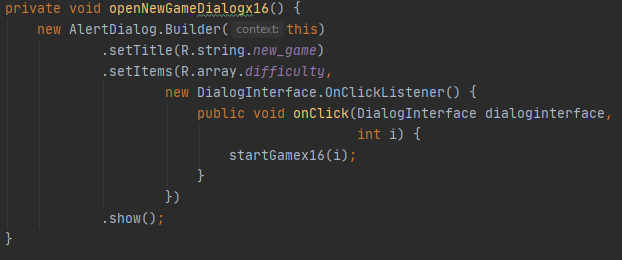 private void openNewGameDialogx16() {
    new AlertDialog.Builder( context: this)
            .setTitle(R.string.new_game)
            .setItems(R.array.difficulty,
                    new DialogInterface.OnClickListener() {
                        public void onClick(DialogInterface dialoginterface,
                                            int i) {
                            startGamex16(i);
                        }
                    })
            .show();
}